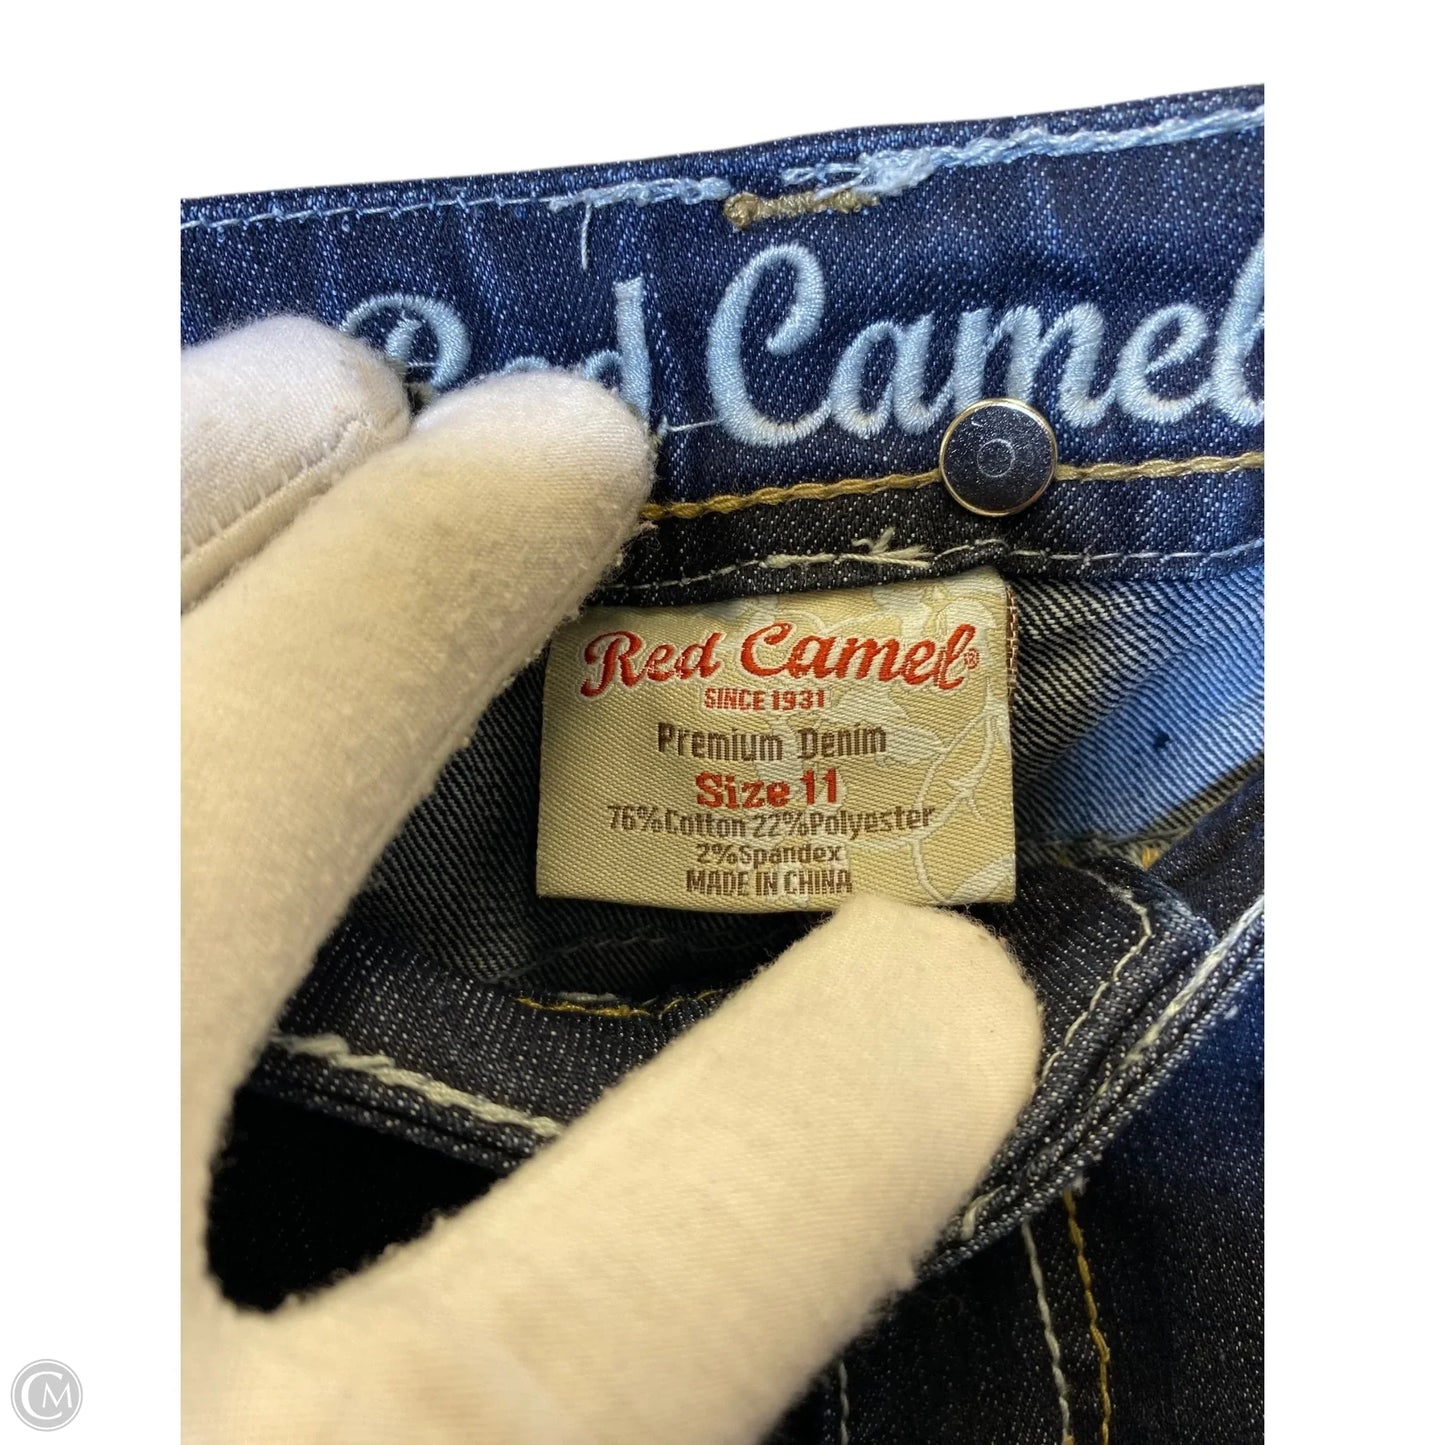 Red Camel
Red Camel®
SINCE 1931
Premium Denim
Size 11
76%Cotton 22%Polyester
2%Spandex
MADE IN CHINA
CM